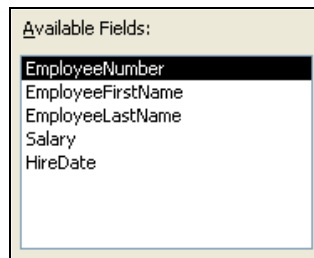 Available Fields:
EmployeeNumber
EmployeeFirstName
EmployeeLastName
Salary
HireDate